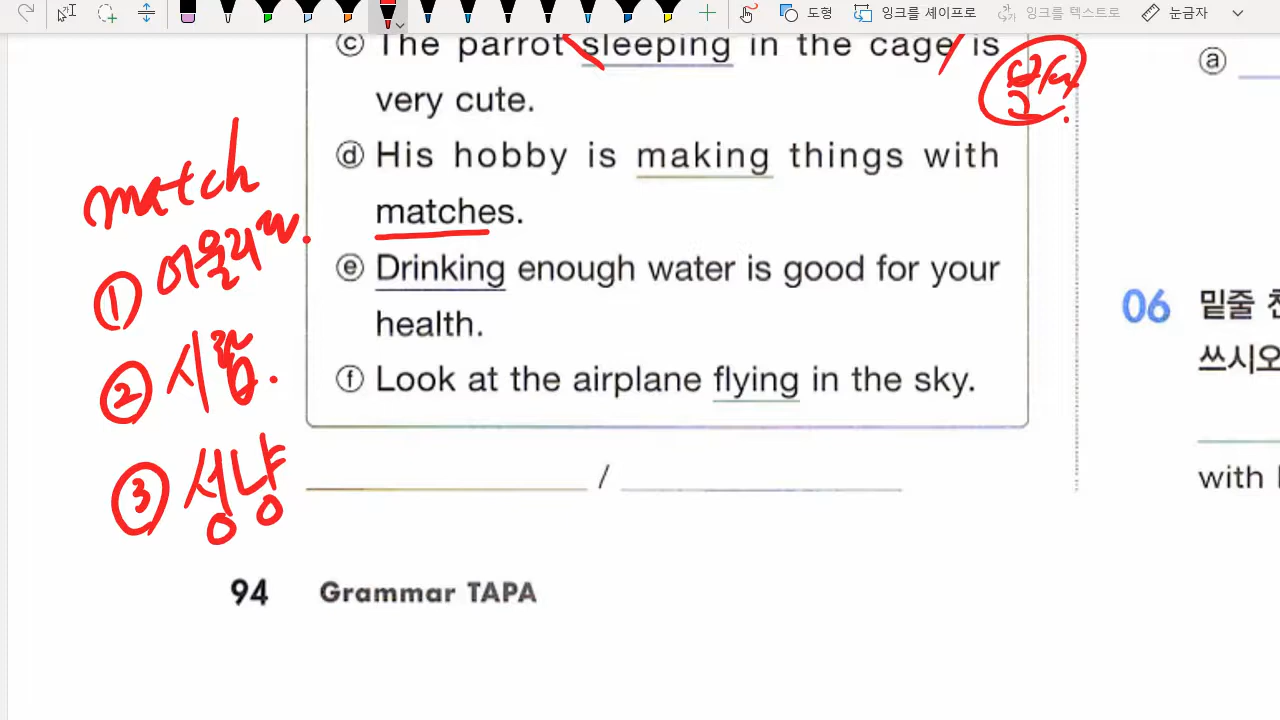 도형
잉크를 셰이프로
잉크를 텍스트로
눈금자
ⓒ The parrot sleeping in the cage is
very cute.
ⓓ His hobby is making things with
matches.
ⓔ Drinking enough water is good for your
health.
ⓕ Look at the airplane flying in the sky.
/
match
① 어울리다.
② 시합.
③ 성냥
94 Grammar TAPA
ⓐ
06 밑줄 친
쓰시오
with